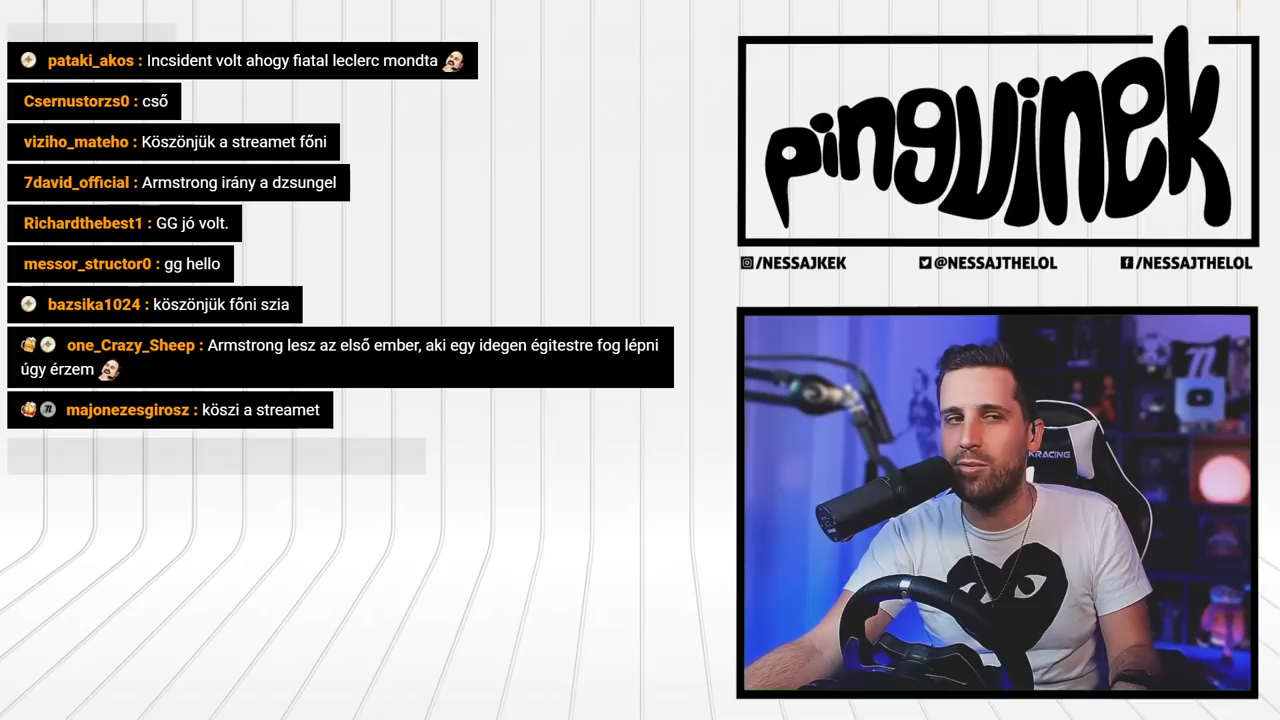 pataki_akos : Incsident volt ahogy fiatal leclerc mondta
Csernustorzs0 : cső
viziho_mateho : Köszönjük a streamet főni
7david_official : Armstrong irány a dzsungel
Richardthebest1 : GG jó volt.
messor_structor0 : gg hello
bazsika1024 : köszönjük főni szia
one_Crazy_Sheep : Armstrong lesz az első ember, aki egy idegen égitestre fog lépni
úgy érzem
majonezesgirosz : köszi a streamet
pingvinek
/NESSAJKEK
@NESSAJTHELOL
/NESSAJTHELOL
KRACING